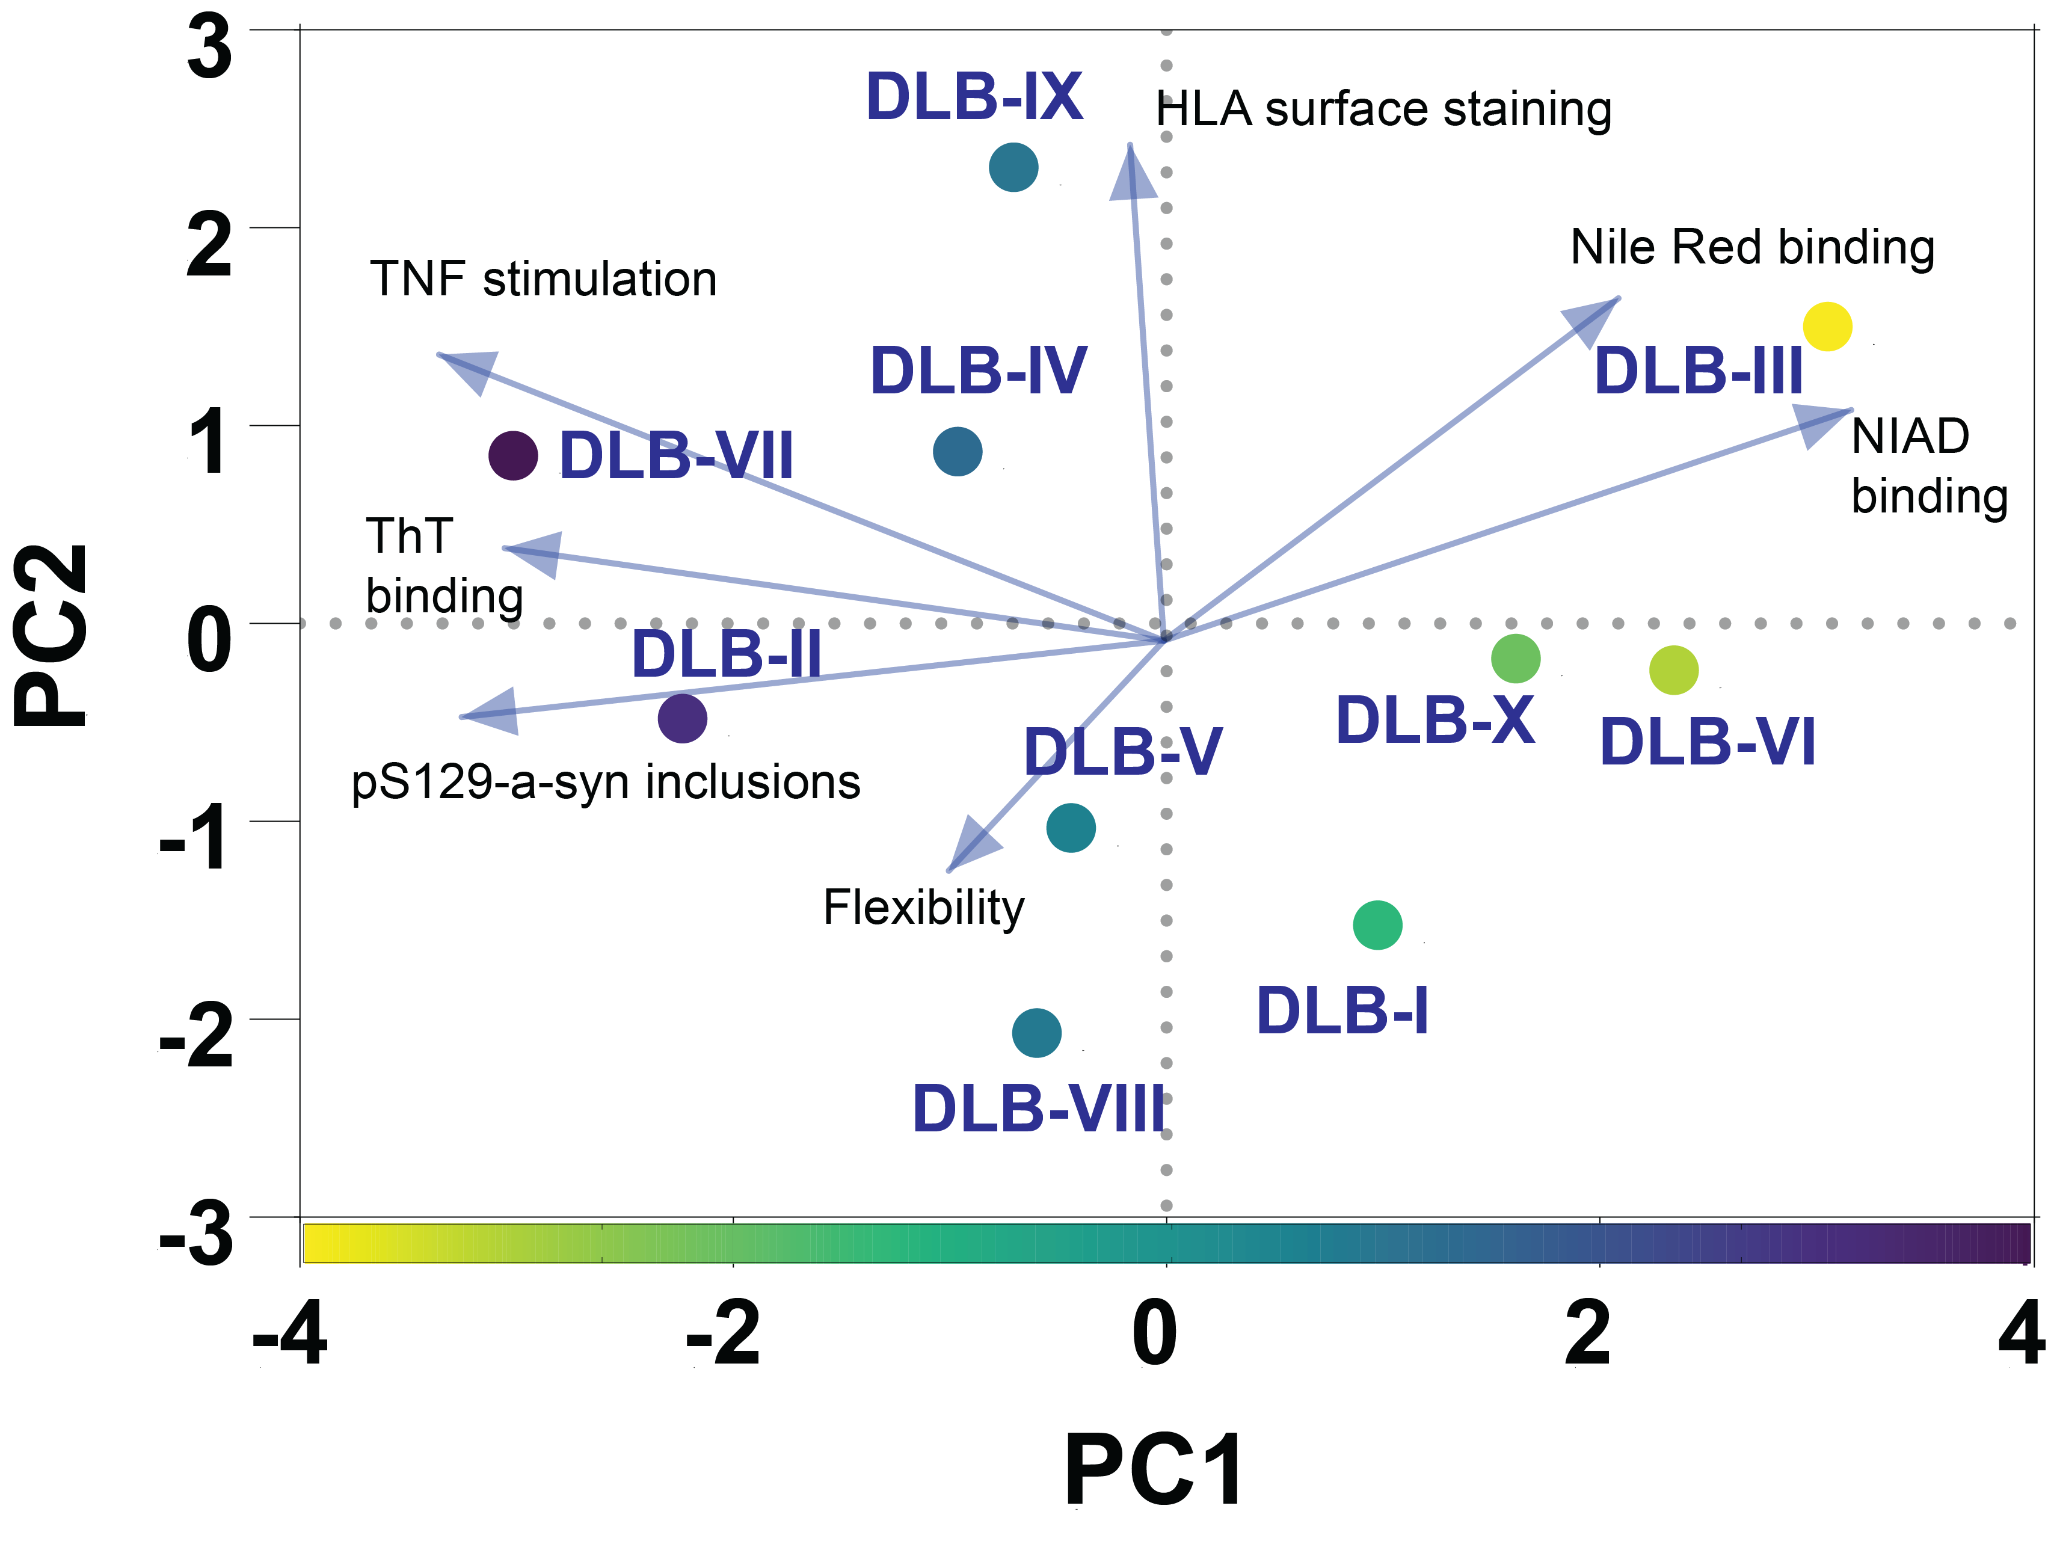 3
DLB-IX
HLA surface staining
2
Nile Red binding
TNF stimulation
DLB-IV
DLB-III
1
DLB-VII
NIAD
binding
ThT
binding
PC2
0
DLB-II
DLB-X
DLB-VI
DLB-V
pS129-a-syn inclusions
-1
Flexibility
DLB-I
-2
DLB-VIII
-3
-4
-2
0
2
4
PC1